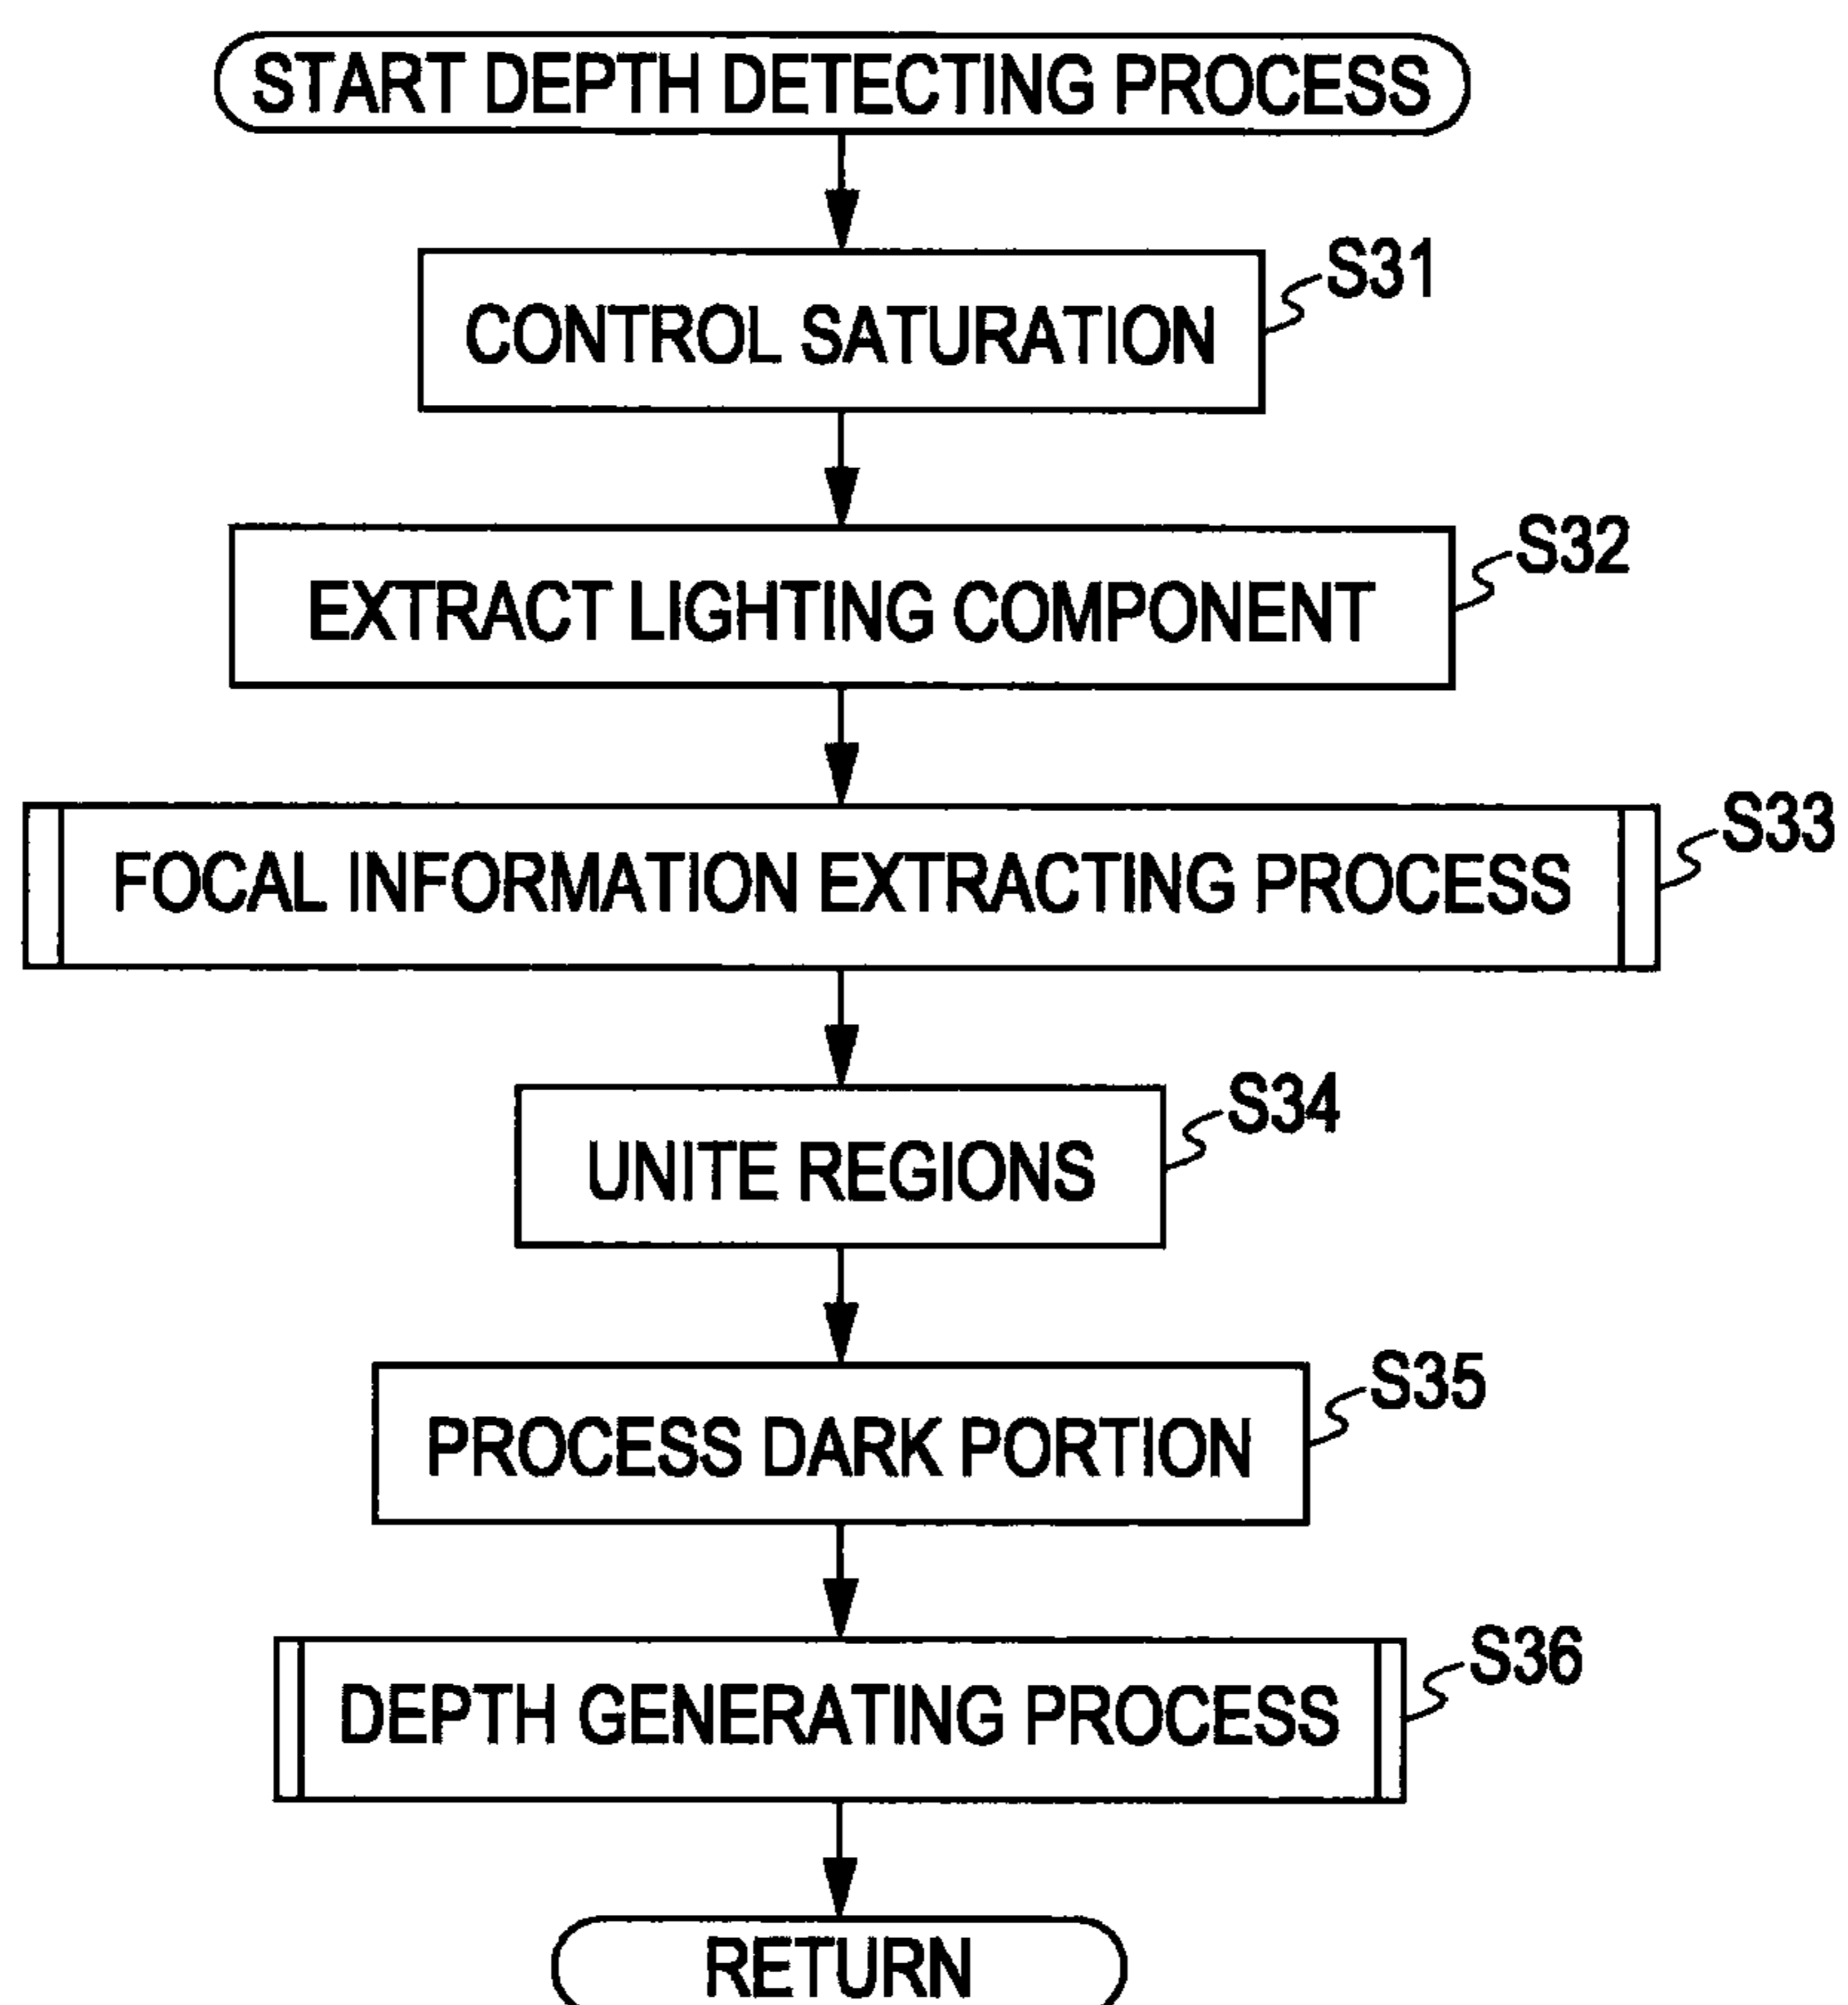 START DEPTH DETECTING PROCESS
S31
CONTROL SATURATION
S32
EXTRACT LIGHTING COMPONENT
S33
FOCAL INFORMATION EXTRACTING PROCESS
S34
UNITE REGIONS
S35
PROCESS DARK PORTION
S36
DEPTH GENERATING PROCESS
RETURN